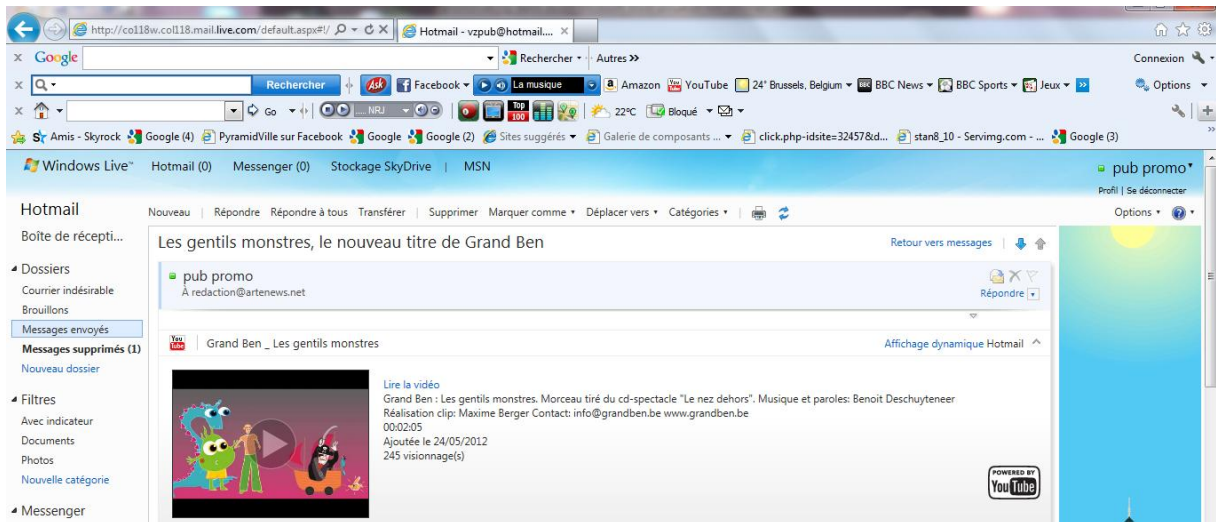 http://co118w.col118.mail.live.com/default.aspx#!/
Hotmail - vzpub@hotmail....
x Google Rechercher Autres >> Connexion
x Rechercher Ask Facebook La musique Amazon YouTube 24° Brussels, Belgium BBC News BBC Sports Jeux Options
x Go .... NRJ Top 100 22°C Bloqué
Amis - Skyrock Google (4) PyramidVille sur Facebook Google Google (2) Sites suggérés Galerie de composants ... click.php-idsite=32457&d... stan8_10 - Servimg.com - ... Google (3)
Windows Live™ Hotmail (0) Messenger (0) Stockage SkyDrive | MSN pub promo
Profil | Se déconnecter
Hotmail Nouveau | Répondre Répondre à tous Transférer | Supprimer Marquer comme Déplacer vers Catégories Options
Boîte de récepti...
Les gentils monstres, le nouveau titre de Grand Ben Retour vers messages
Dossiers
Courrier indésirable
Brouillons
Messages envoyés
Messages supprimés (1)
Nouveau dossier
Filtres
Avec indicateur
Documents
Photos
Nouvelle catégorie
Messenger
pub promo
À redaction@artenews.net
Répondre
You Tube Grand Ben _ Les gentils monstres Affichage dynamique Hotmail
Lire la vidéo
Grand Ben : Les gentils monstres. Morceau tiré du cd-spectacle "Le nez dehors". Musique et paroles: Benoit Deschuyteneer
Réalisation clip: Maxime Berger Contact: info@grandben.be www.grandben.be
00:02:05
Ajoutée le 24/05/2012
245 visionnage(s)
POWERED BY
YouTube